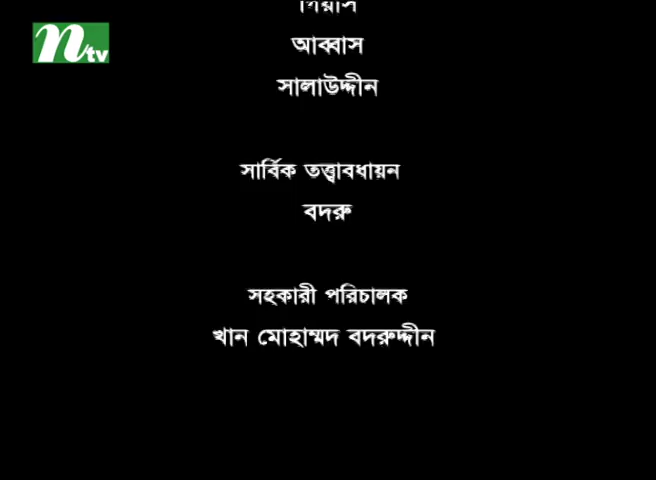 ntv
গিয়াস
আব্বাস
সালাউদ্দীন
সার্বিক তত্ত্বাবধায়ন
বদরু
সহকারী পরিচালক
খান মোহাম্মদ বদরুদ্দীন